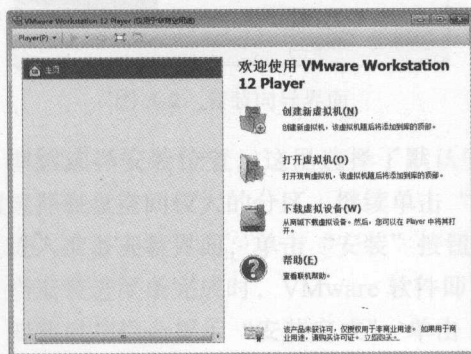 VMware Workstation 12 Player (仅用于非商业用途)
Player(P)
主页
欢迎使用 VMware Workstation
12 Player
创建新虚拟机(N)
创建新虚拟机，该虚拟机随后将添加到库的顶部。
打开虚拟机(O)
打开现有虚拟机，该虚拟机随后将添加到库的顶部。
下载虚拟设备(W)
从商城下载虚拟设备。然后，您可以在 Player 中将其打
开。
帮助(E)
查看联机帮助。
该产品未获许可，仅授权用于非商业用途。如果用于商
业用途，请购买许可证。立即购买。